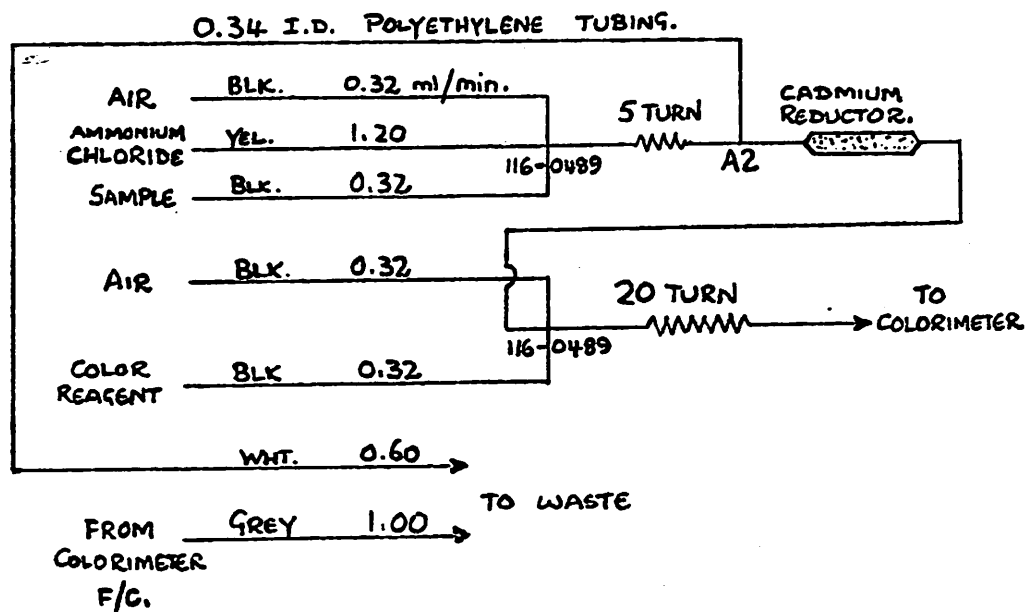 0.34 I.D. POLYETHYLENE TUBING.
AIR BLK. 0.32 ml/min.
AMMONIUM
CHLORIDE YEL. 1.20
SAMPLE BLK. 0.32
116-0489
5 TURN
A2
CADMIUM
REDUCTOR.
AIR BLK. 0.32
116-0489
20 TURN
TO
COLORIMETER
COLOR
REAGENT BLK 0.32
WHT. 0.60
TO WASTE
FROM
COLORIMETER
F/C. GREY 1.00